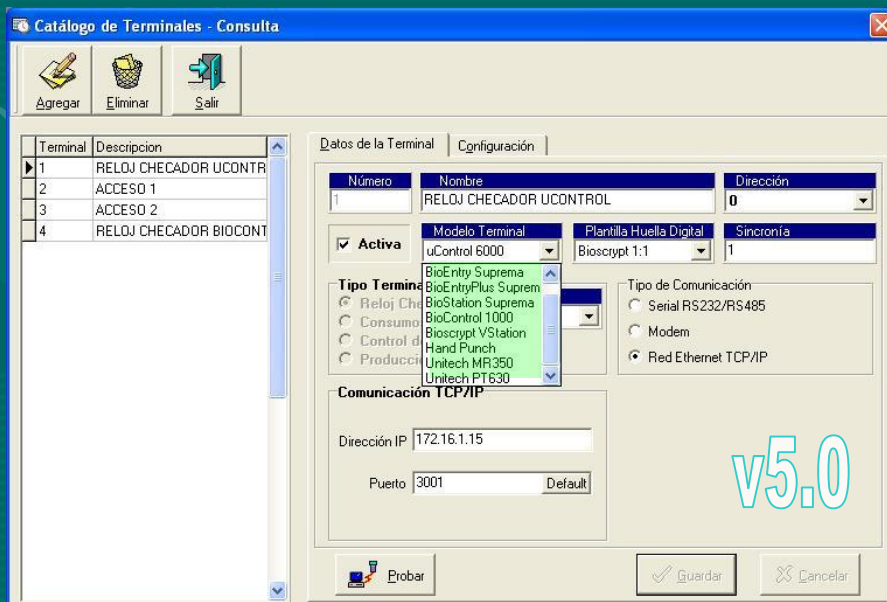 Catálogo de Terminales - Consulta
Agregar
Eliminar
Salir
Terminal Descripcion
1 RELOJ CHECADOR UCONTR
2 ACCESO 1
3 ACCESO 2
4 RELOJ CHECADOR BIOCONT
Datos de la Terminal
Configuración
Número Nombre Dirección
1 RELOJ CHECADOR UCONTROL 0
Activa
Modelo Terminal Plantilla Huella Digital Sincronía
uControl 6000 Bioscrypt 1:1 1
BioEntry Suprema
BioEntryPlus Suprem
BioStation Suprema
BioControl 1000
Bioscrypt VStation
Hand Punch
Unitech MR350
Unitech PT630
Tipo Termina
Reloj Che
Consumo
Control d
Producci
Tipo de Comunicación
Serial RS232/RS485
Modem
Red Ethernet TCP/IP
Comunicación TCP/IP
Dirección IP 172.16.1.15
Puerto 3001 Default
v5.0
Probar
Guardar
Cancelar